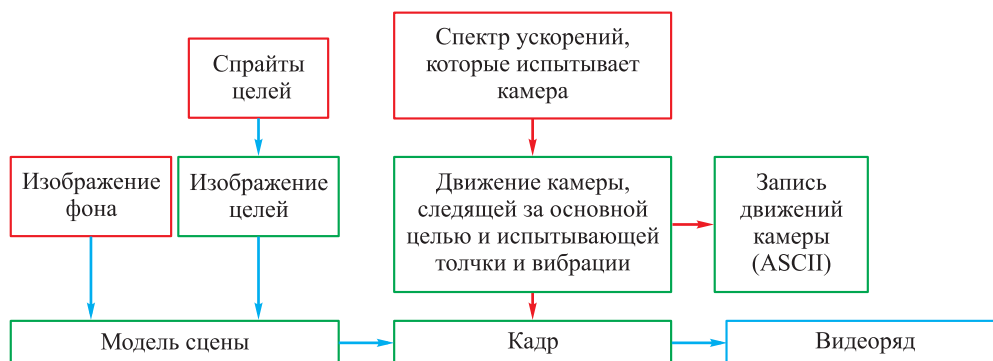 Спрайты
целей
Спектр ускорений,
которые испытывает
камера
Изображение
фона
Изображение
целей
Движение камеры,
следящей за основной
целью и испытывающей
толчки и вибрации
Запись
движений
камеры
(ASCII)
Модель сцены
Кадр
Видеоряд